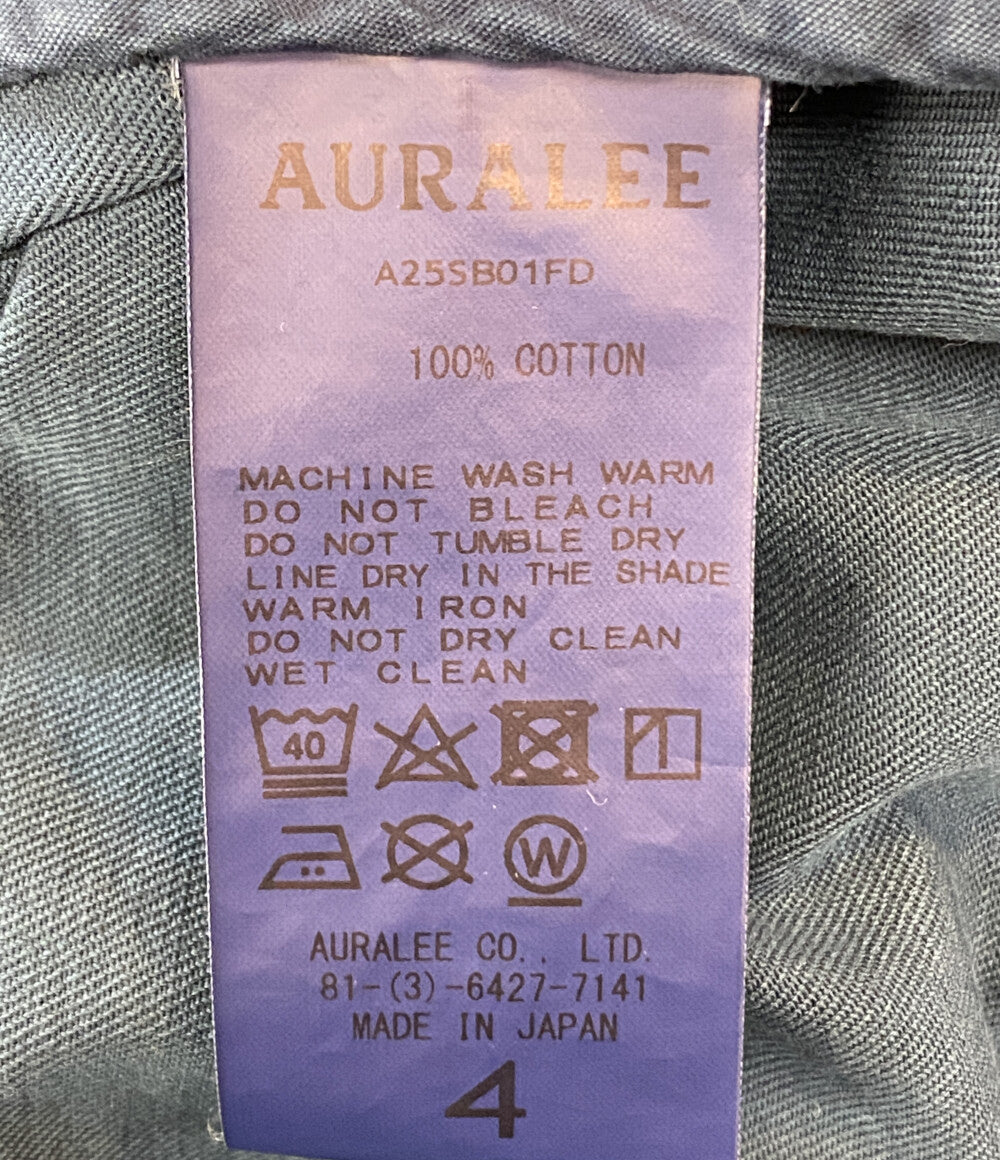 AURALEE
A25SB01FD
100% COTTON
MACHINE WASH WARM
DO NOT BLEACH
DO NOT TUMBLE DRY
LINE DRY IN THE SHADE
WARM IRON
DO NOT DRY CLEAN
WET CLEAN
40
W
AURALEE CO., LTD.
81-(3)-6427-7141
MADE IN JAPAN
4